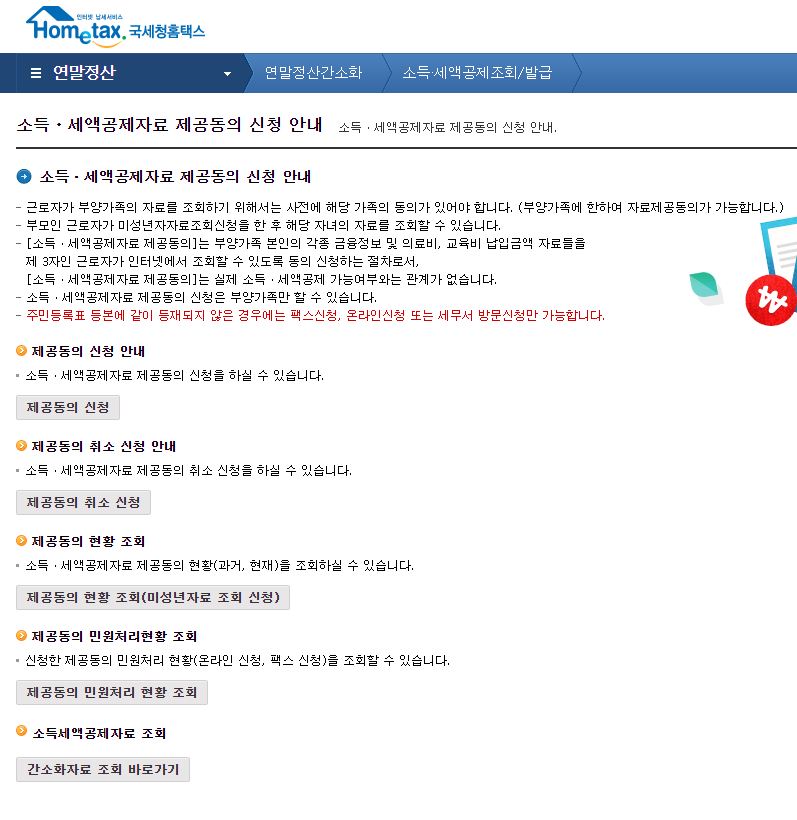 인터넷 납세서비스
Hometax. 국세청홈택스
연말정산 연말정산간소화 소득·세액공제조회/발급
소득·세액공제자료 제공동의 신청 안내 소득·세액공제자료 제공동의 신청 안내.
소득·세액공제자료 제공동의 신청 안내
- 근로자가 부양가족의 자료를 조회하기 위해서는 사전에 해당 가족의 동의가 있어야 합니다. (부양가족에 한하여 자료제공동의가 가능합니다.)
- 부모인 근로자가 미성년자자료조회신청을 한 후 해당 자녀의 자료를 조회할 수 있습니다.
- [소득·세액공제자료 제공동의]는 부양가족 본인의 각종 금융정보 및 의료비, 교육비 납입금액 자료들을
제 3자인 근로자가 인터넷에서 조회할 수 있도록 동의 신청하는 절차로서,
[소득·세액공제자료 제공동의]는 실제 소득·세액공제 가능여부와는 관계가 없습니다.
- 소득·세액공제자료 제공동의 신청은 부양가족만 할 수 있습니다.
- 주민등록표 등본에 같이 등재되지 않은 경우에는 팩스신청, 온라인신청 또는 세무서 방문신청만 가능합니다.
제공동의 신청 안내
소득·세액공제자료 제공동의 신청을 하실 수 있습니다.
제공동의 신청
제공동의 취소 신청 안내
소득·세액공제자료 제공동의 취소 신청을 하실 수 있습니다.
제공동의 취소 신청
제공동의 현황 조회
소득·세액공제자료 제공동의 현황(과거, 현재)을 조회하실 수 있습니다.
제공동의 현황 조회(미성년자료 조회 신청)
제공동의 민원처리현황 조회
신청한 제공동의 민원처리 현황(온라인 신청, 팩스 신청)을 조회할 수 있습니다.
제공동의 민원처리 현황 조회
소득세액공제자료 조회
간소화자료 조회 바로가기